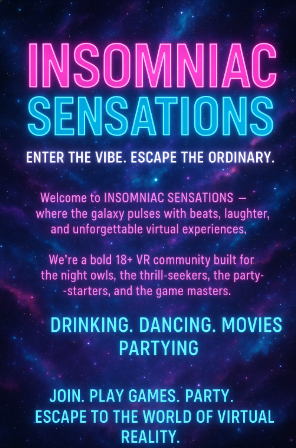 INSOMNIAC
SENSATIONS
ENTER THE VIBE. ESCAPE THE ORDINARY.
Welcome to INSOMNIAC SENSATIONS —
where the galaxy pulses with beats, laughter,
and unforgettable virtual experiences.
We're a bold 18+ VR community built for
the night owls, the thrill-seekers, the party-
-starters, and the game masters.
DRINKING. DANCING. MOVIES
PARTYING
JOIN. PLAY GAMES. PARTY.
ESCAPE TO THE WORLD OF VIRTUAL
REALITY.